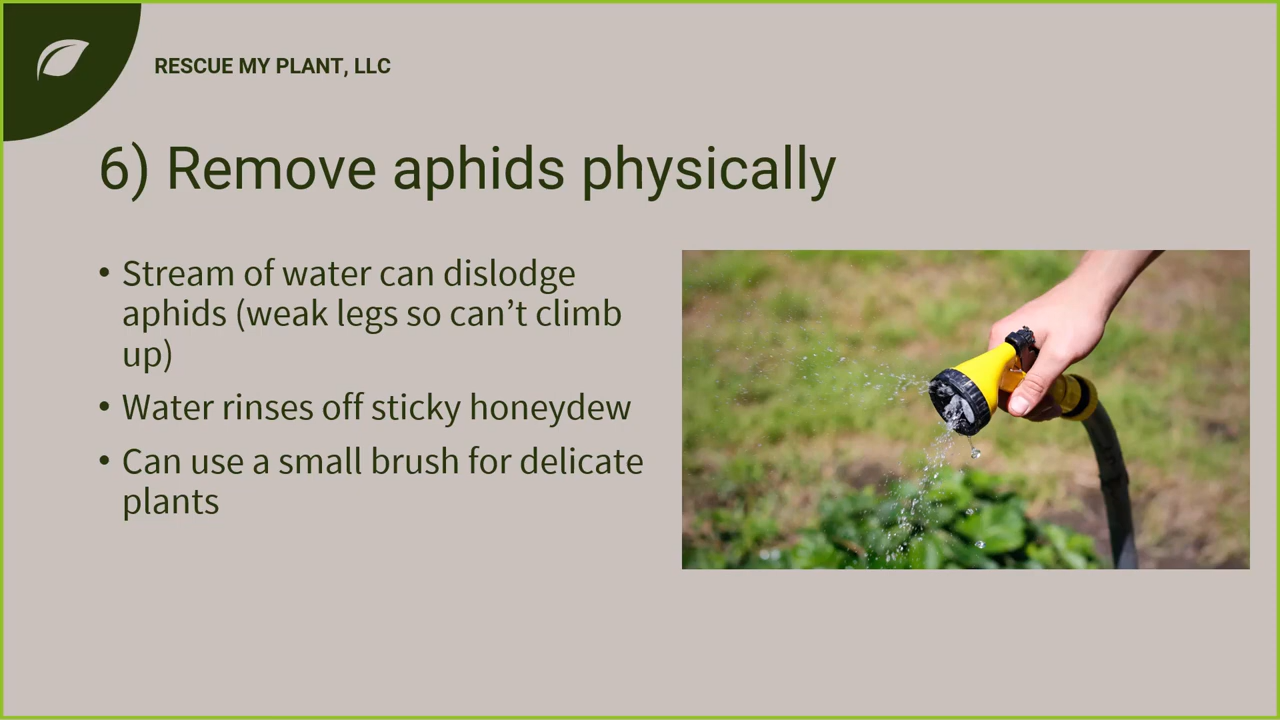 RESCUE MY PLANT, LLC
6) Remove aphids physically
• Stream of water can dislodge
aphids (weak legs so can’t climb
up)
• Water rinses off sticky honeydew
• Can use a small brush for delicate
plants